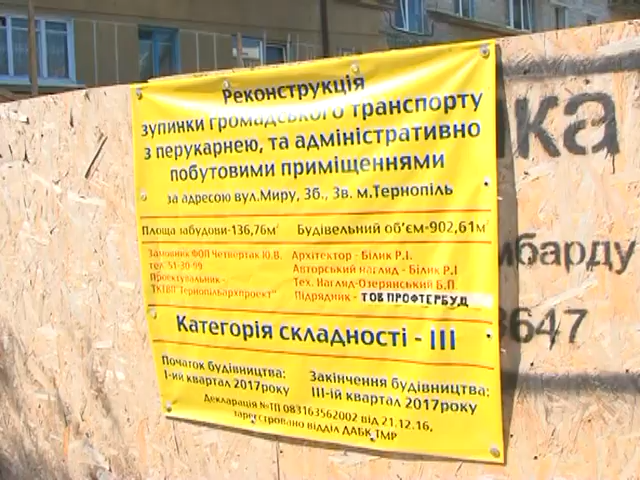 Реконструкція
зупинки громадського транспорту
з перукарнею, та адміністративно
побутовими приміщеннями
за адресою вул.Миру, 3б., 3в. м.Тернопіль
Площа забудови-136,76м² Будівельний об'єм-902,61м³
Замовник ФОП Четвертак Ю.В.
тел. 51-30-99
Проектувальник -
ТКПП"Тернопільархпроект"
Архітектор - Білик Р.І.
Авторський нагляд - Білик Р.І
Тех. Нагляд-Озерянський Б.П.
Підрядник - ТОВ ПРОФТЕРБУД
Категорія складності - III
Початок будівництва:
І-ий квартал 2017року
Закінчення будівництва:
ІІІ-ій квартал 2017року
Декларація №ТП 083163562002 від 21.12.16,
зареєстровано відділ ДАБК ТМР
ка
мбарду
3647